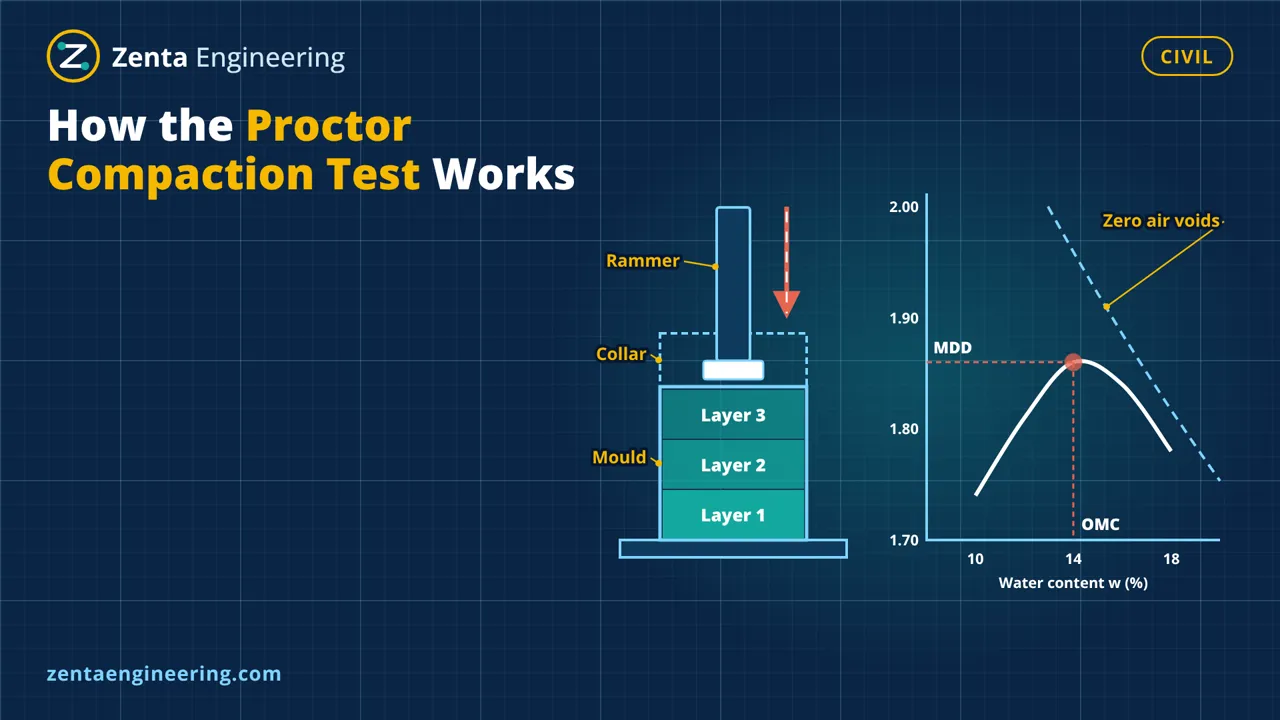 Zenta Engineering
CIVIL
How the Proctor
Compaction Test Works
Rammer
Collar
Mould
Layer 3
Layer 2
Layer 1
2.00
1.90
1.80
1.70
Zero air voids
MDD
OMC
10 14 18
Water content w (%)
zentaengineering.com